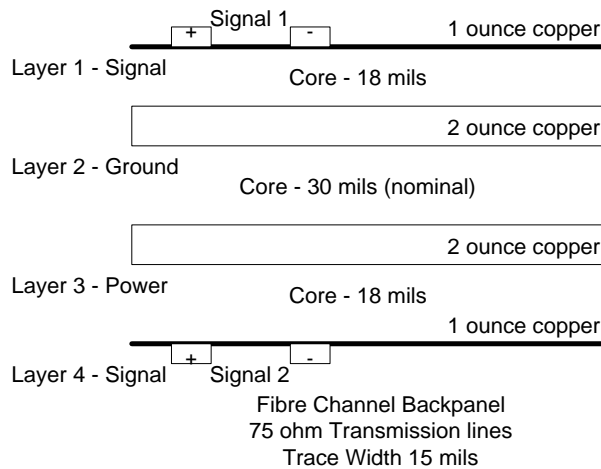 Signal 1
+ -
1 ounce copper
Layer 1 - Signal
Core - 18 mils
2 ounce copper
Layer 2 - Ground
Core - 30 mils (nominal)
2 ounce copper
Layer 3 - Power
Core - 18 mils
1 ounce copper
+ -
Layer 4 - Signal
Signal 2
Fibre Channel Backpanel
75 ohm Transmission lines
Trace Width 15 mils